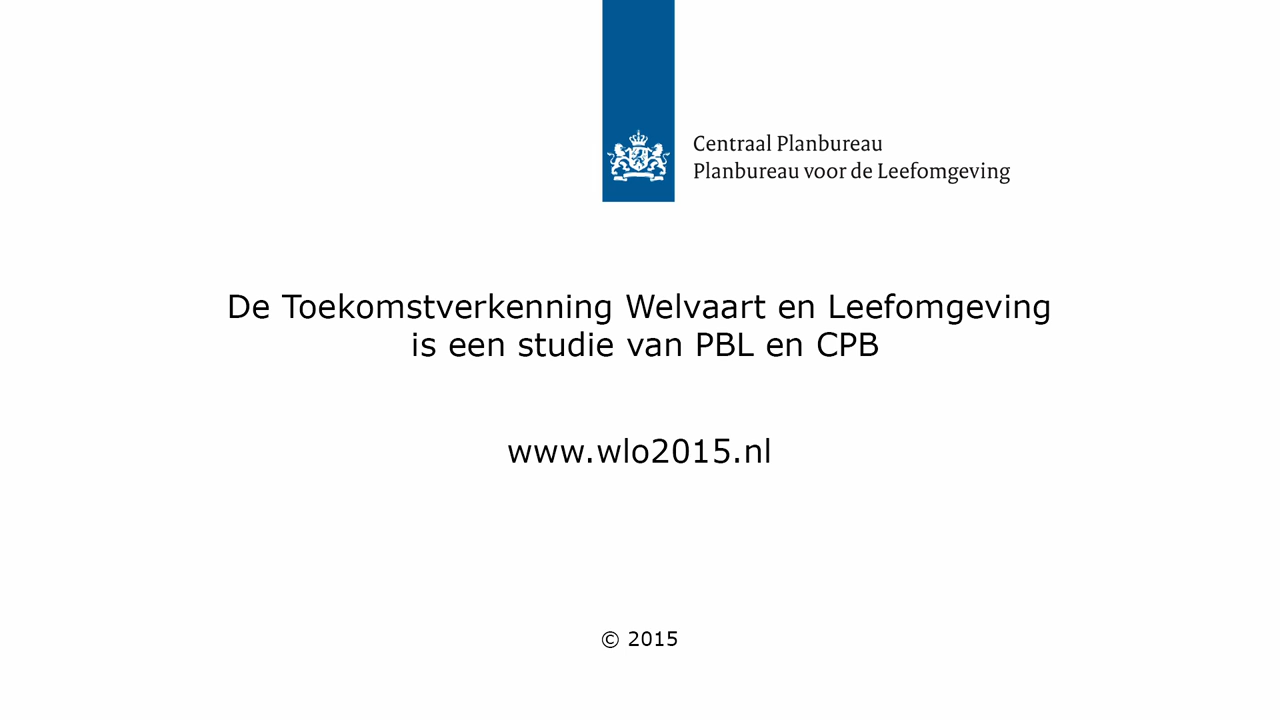 Centraal Planbureau
Planbureau voor de Leefomgeving
De Toekomstverkenning Welvaart en Leefomgeving
is een studie van PBL en CPB
www.wlo2015.nl
© 2015